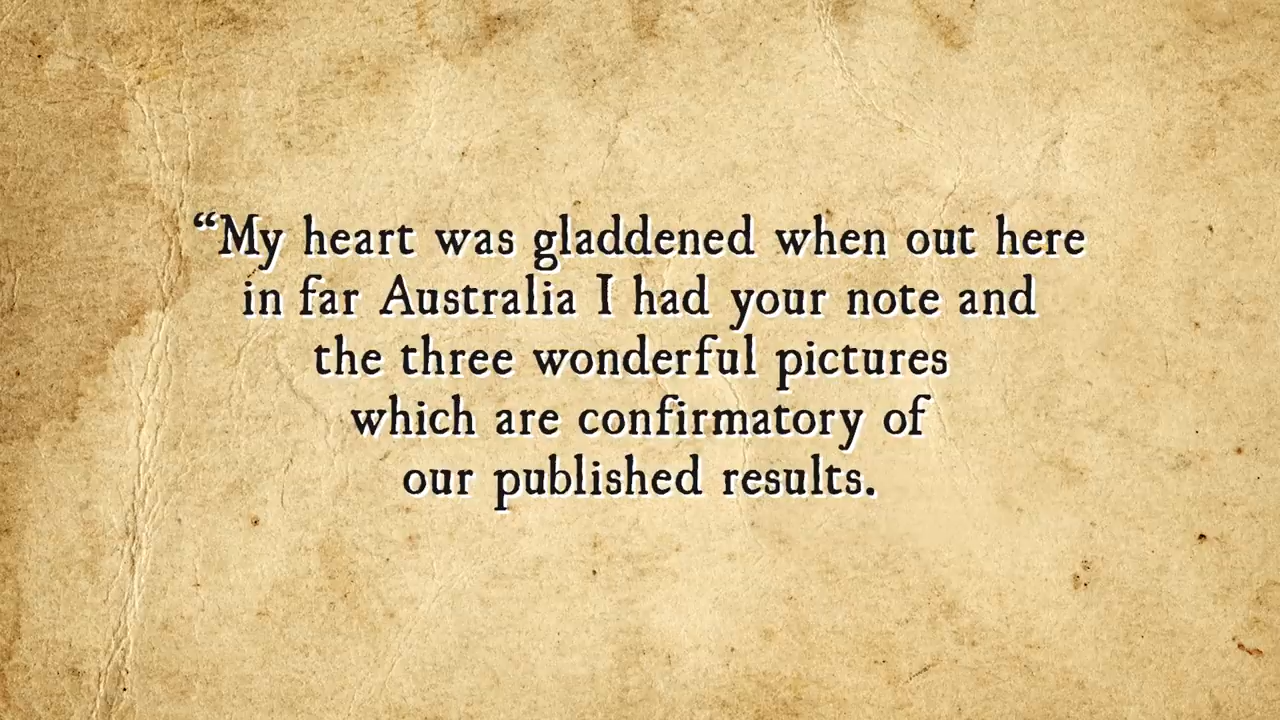 “My heart was gladdened when out here
in far Australia I had your note and
the three wonderful pictures
which are confirmatory of
our published results.